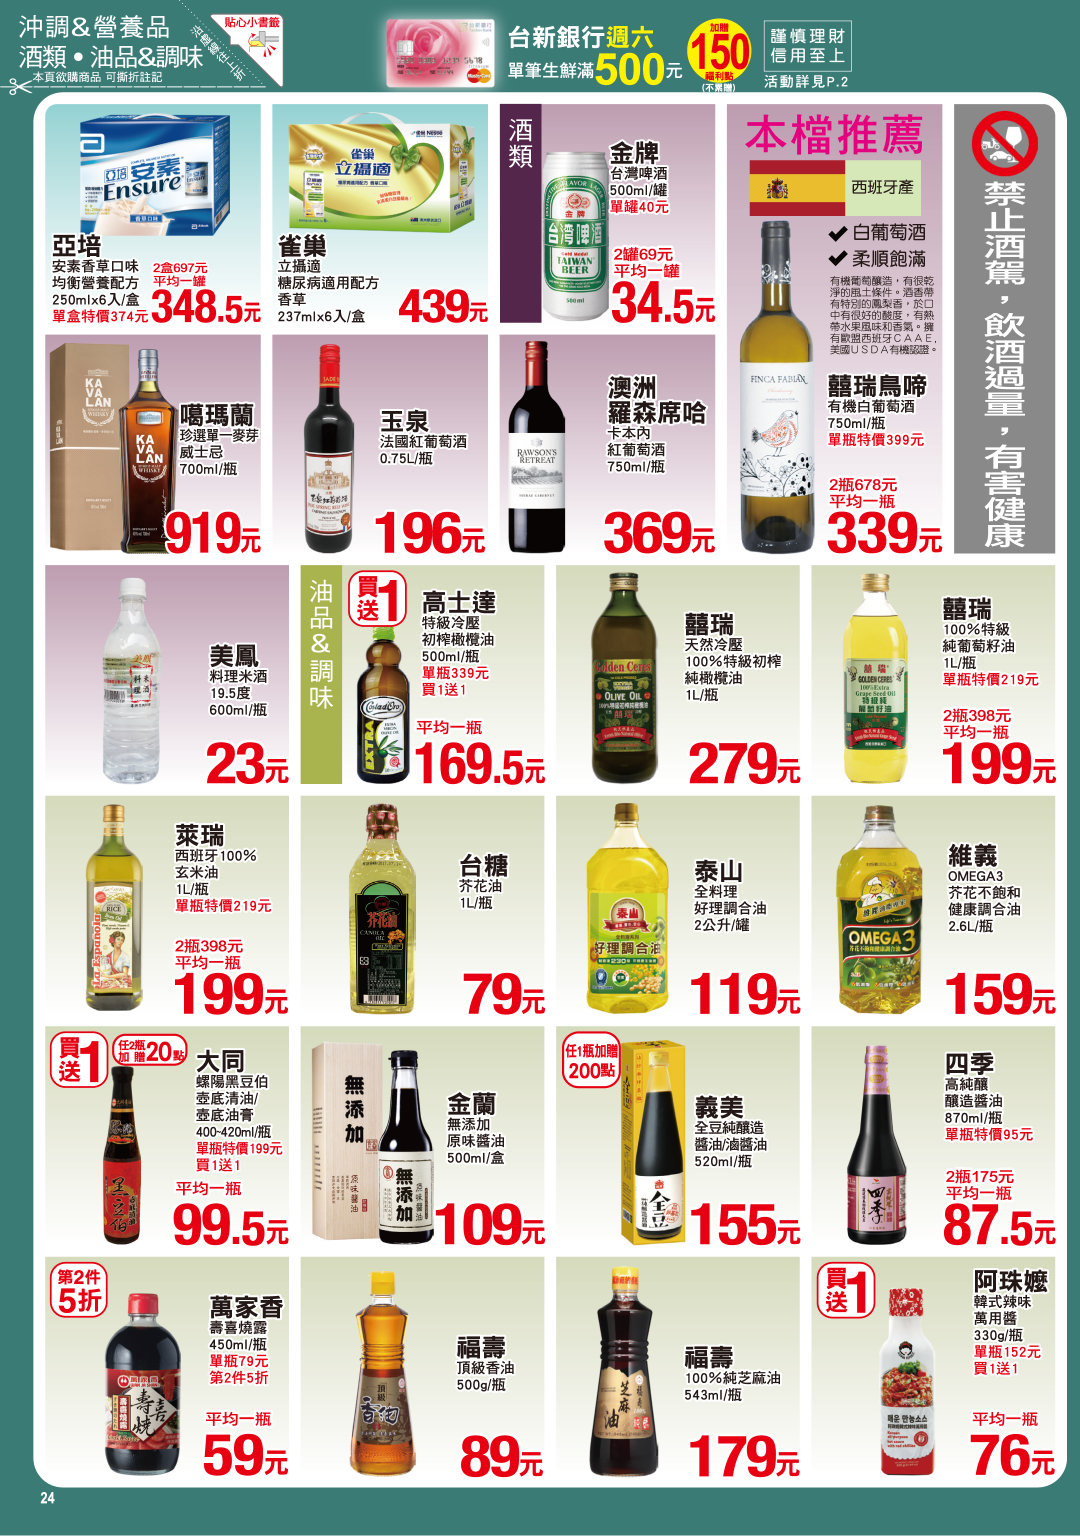 沖調&營養品
酒類•油品&調味
本頁欲購商品 可撕折註記
貼心小書籤
沿虛線往上折
台新銀行週六
單筆生鮮滿500元
加贈
150
福利點
(不累贈)
謹慎理財
信用至上
活動詳見P.2
亞培
安素香草口味
均衡營養配方
250mlx6入/盒
單盒特價374元
2盒697元
平均一罐
348.5元
雀巢
立攝適
糖尿病適用配方
香草
237mlx6入/盒
439元
酒類
金牌
台灣啤酒
500ml/罐
單罐40元
2罐69元
平均一罐
34.5元
本檔推薦
西班牙產
白葡萄酒
柔順飽滿
有機葡萄釀造，有很乾
淨的風土條件。酒香帶
有特別的鳳梨香，於口
中有很好的酸度，有熱
帶水果風味和香氣。擁
有歐盟西班牙CAAE,
美國USDA有機認證。
囍瑞鳥啼
有機白葡萄酒
750ml/瓶
單瓶特價399元
2瓶678元
平均一瓶
339元
禁止酒駕，飲酒過量，有害健康
噶瑪蘭
珍選單一麥芽
威士忌
700ml/瓶
919元
玉泉
法國紅葡萄酒
0.75L/瓶
196元
澳洲
羅森席哈
卡本內
紅葡萄酒
750ml/瓶
369元
美鳳
料理米酒
19.5度
600ml/瓶
23元
油品&調味
買送1
高士達
特級冷壓
初榨橄欖油
500ml/瓶
單瓶339元
買1送1
平均一瓶
169.5元
囍瑞
天然冷壓
100%特級初榨
純橄欖油
1L/瓶
279元
囍瑞
100%特級
純葡萄籽油
1L/瓶
單瓶特價219元
2瓶398元
平均一瓶
199元
萊瑞
西班牙100%
玄米油
1L/瓶
單瓶特價219元
2瓶398元
平均一瓶
199元
台糖
芥花油
1L/瓶
79元
泰山
全料理
好理調合油
2公升/罐
119元
維義
OMEGA3
芥花不飽和
健康調合油
2.6L/瓶
159元
買送1
任2瓶
加贈20點
大同
螺陽黑豆伯
壺底清油/
壺底油膏
400~420ml/瓶
單瓶特價199元
買1送1
平均一瓶
99.5元
金蘭
無添加
原味醬油
500ml/盒
109元
任1瓶加贈
200點
義美
全豆純釀造
醬油/滷醬油
520ml/瓶
155元
四季
高純釀
釀造醬油
870ml/瓶
單瓶特價95元
2瓶175元
平均一瓶
87.5元
第2件
5折
萬家香
壽喜燒露
450ml/瓶
單瓶79元
第2件5折
平均一瓶
59元
福壽
頂級香油
500g/瓶
89元
福壽
100%純芝麻油
543ml/瓶
179元
買送1
阿珠嬤
韓式辣味
萬用醬
330g/瓶
單瓶152元
買1送1
平均一瓶
76元
24